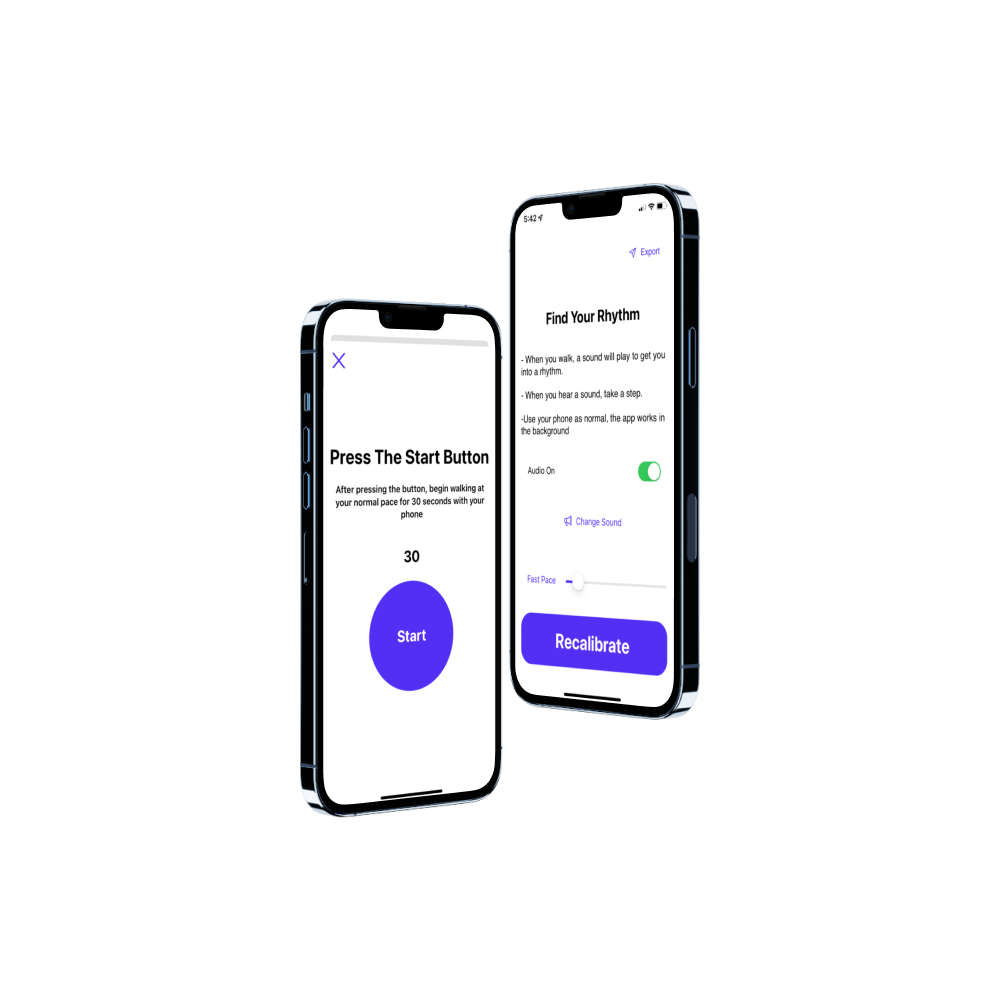 Press The Start Button
After pressing the button, begin walking at
your normal pace for 30 seconds with your
phone
30
Start
5:42
Export
Find Your Rhythm
- When you walk, a sound will play to get you
into a rhythm.
- When you hear a sound, take a step.
-Use your phone as normal, the app works in
the background
Audio On
Change Sound
Fast Pace
Recalibrate